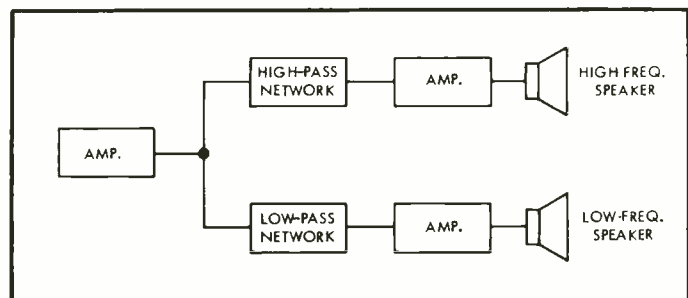 HIGH-PASS
NETWORK
AMP.
HIGH FREQ.
SPEAKER
AMP.
LOW-PASS
NETWORK
AMP.
LOW-FREQ.
SPEAKER